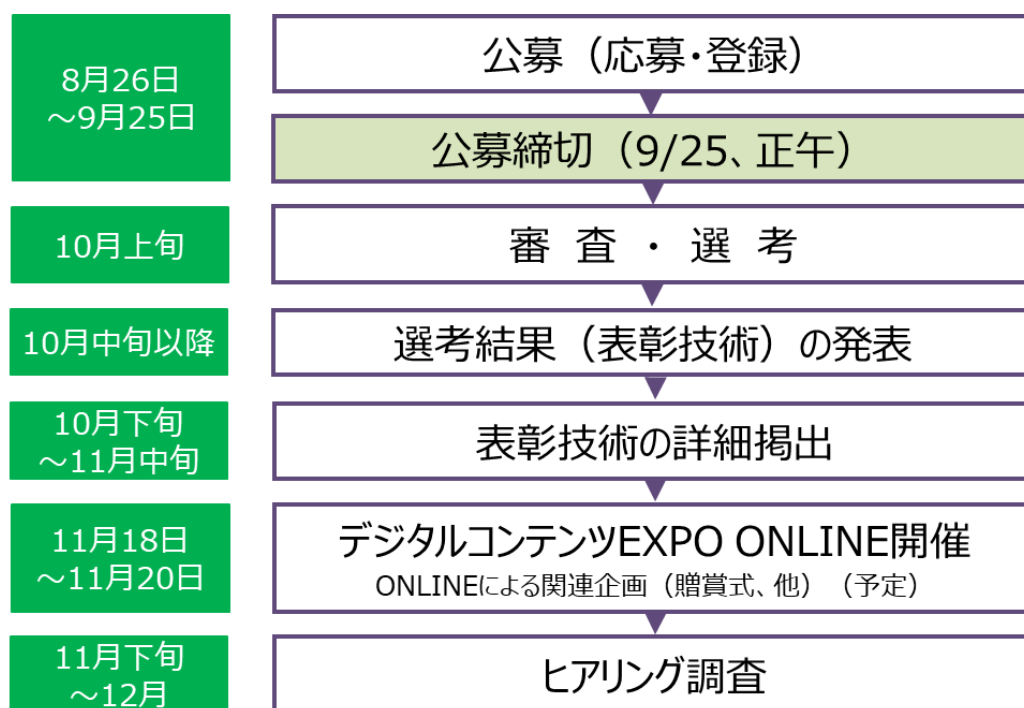 8月26日
～9月25日
公募（応募・登録）
公募締切（9/25、正午）
10月上旬
審 査 ・ 選 考
10月中旬以降
選考結果（表彰技術）の発表
10月下旬
～11月中旬
表彰技術の詳細掲出
11月18日
～11月20日
デジタルコンテンツEXPO ONLINE開催
ONLINEによる関連企画（贈賞式、他）（予定）
11月下旬
～12月
ヒアリング調査